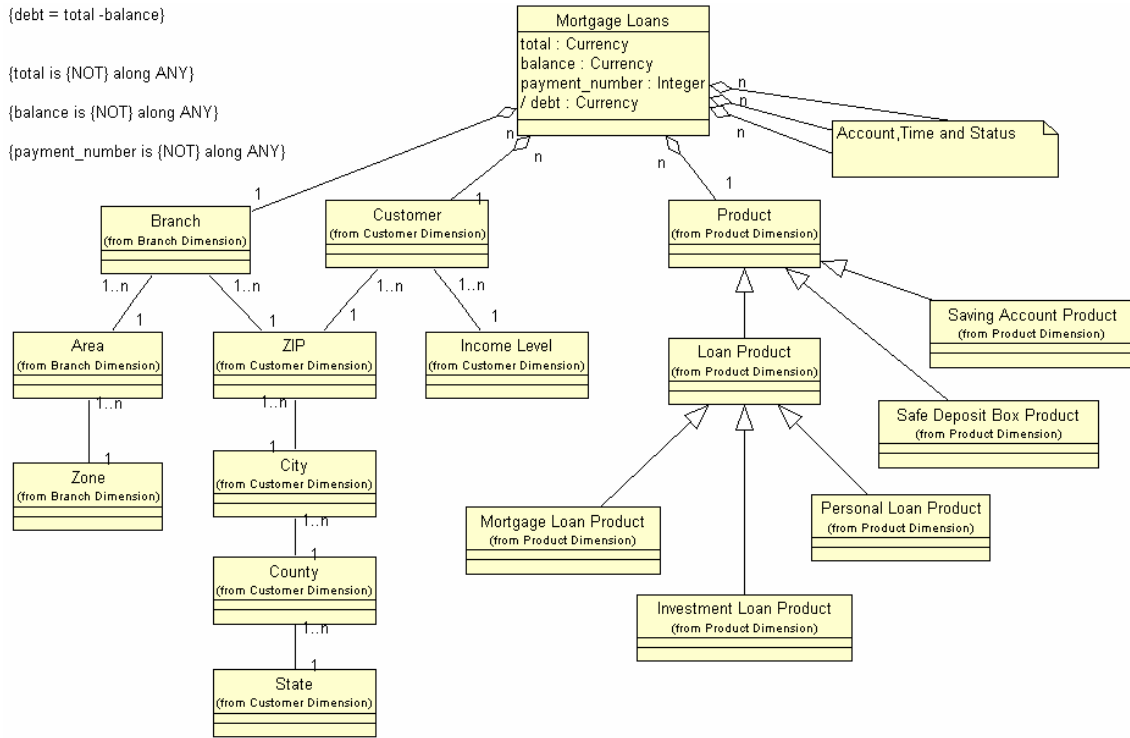 {debt = total -balance}
{total is {NOT} along ANY}
{balance is {NOT} along ANY}
{payment_number is {NOT} along ANY}
Mortgage Loans
total : Currency
balance : Currency
payment_number : Integer
/ debt : Currency
n
n
n
n
n
n
Account,Time and Status
1
1
1
Branch
(from Branch Dimension)
Customer
(from Customer Dimension)
Product
(from Product Dimension)
1..n
1..n
1..n
1..n
1
1
1
1
Area
(from Branch Dimension)
ZIP
(from Customer Dimension)
Income Level
(from Customer Dimension)
Loan Product
(from Product Dimension)
Saving Account Product
(from Product Dimension)
1..n
1..n
1
1
Zone
(from Branch Dimension)
City
(from Customer Dimension)
Safe Deposit Box Product
(from Product Dimension)
1..n
1
County
(from Customer Dimension)
Mortgage Loan Product
(from Product Dimension)
Personal Loan Product
(from Product Dimension)
Investment Loan Product
(from Product Dimension)
1..n
1
State
(from Customer Dimension)